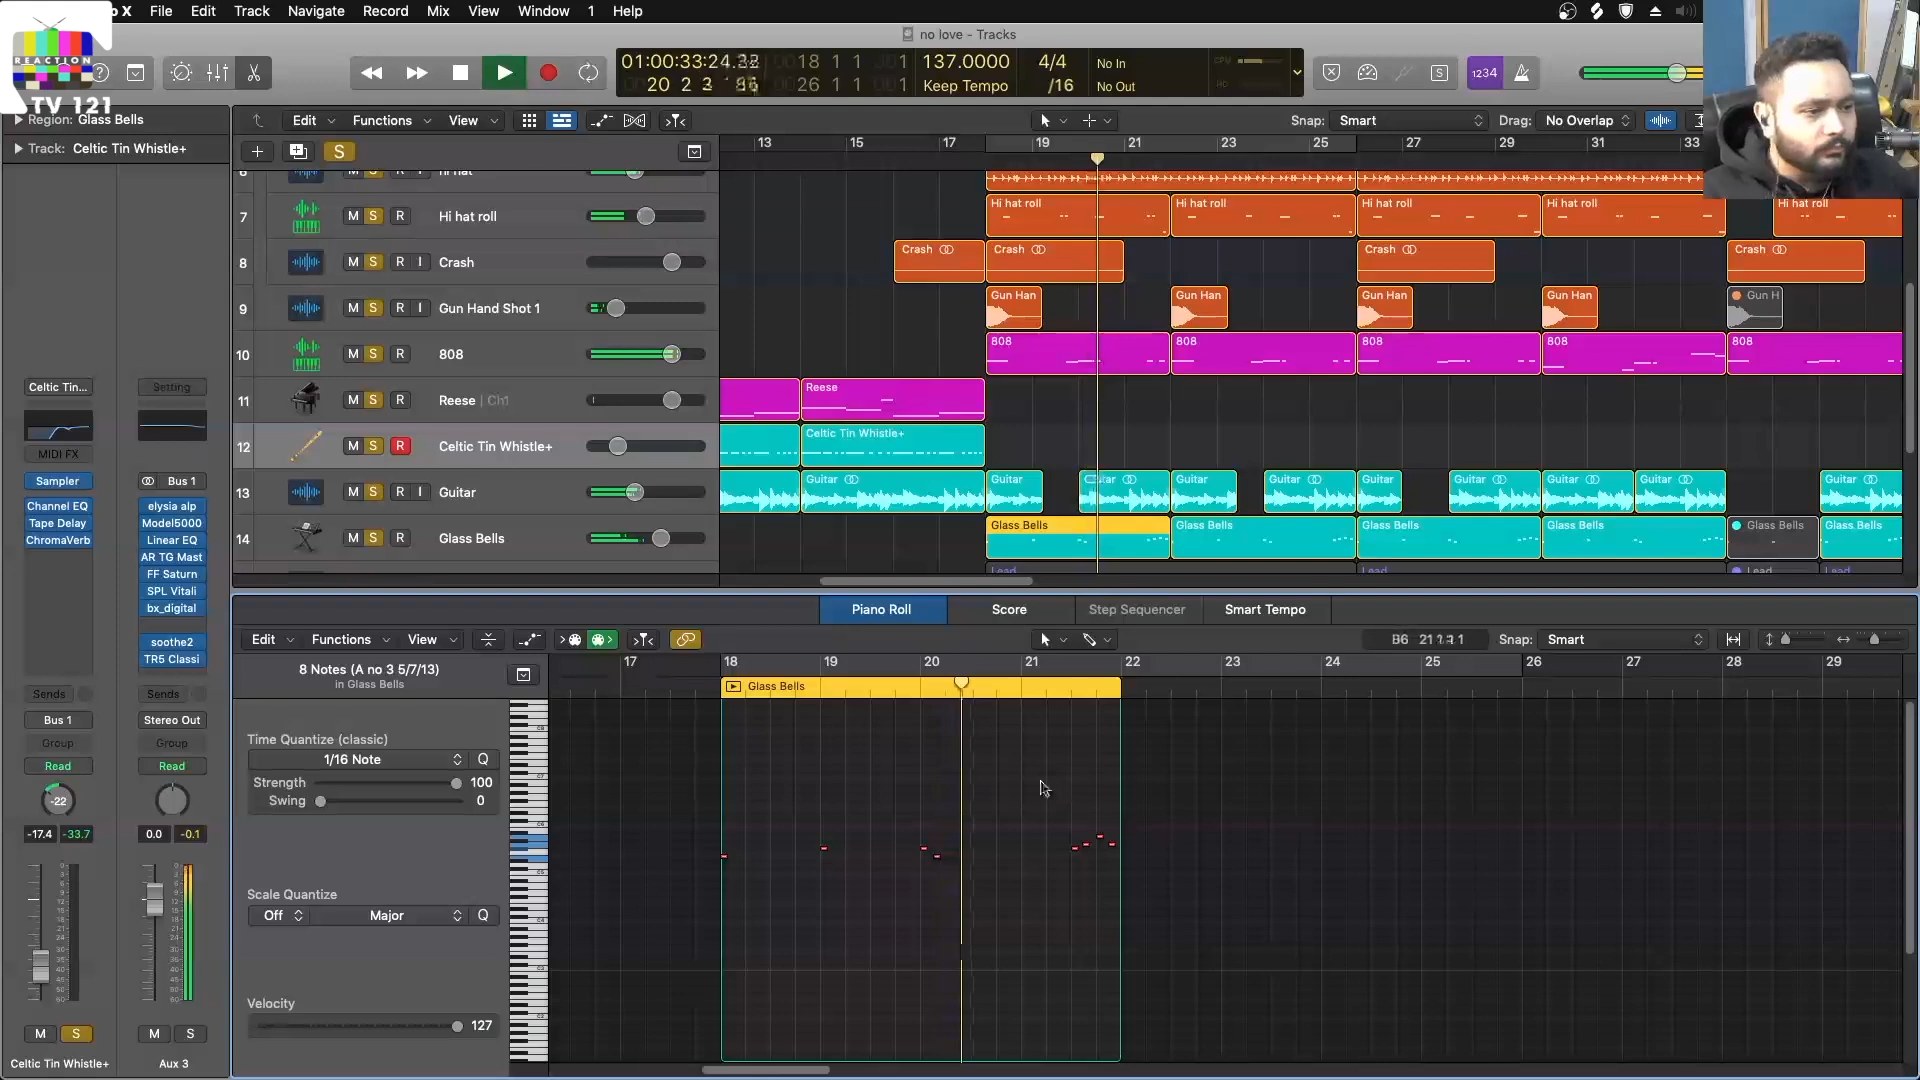 o X File Edit Track Navigate Record Mix View Window 1 Help
REACTION
TV 121
no love - Tracks
01:00:33:24.38 18 1 1 1 137.0000 4/4 No In CPU
20 2 3 86 26 1 1 1 Keep Tempo /16 No Out HD
S 1234
Region: Glass Bells
Track: Celtic Tin Whistle+
Edit Functions View Snap: Smart Drag: No Overlap
S 13 15 17 19 21 23 25 27 29 31 33
6 M S R I Hi hat
7 M S R Hi hat roll
Hi hat roll Hi hat roll Hi hat roll Hi hat roll Hi hat roll
8 M S R I Crash
Crash Crash Crash Crash
9 M S R I Gun Hand Shot 1
Gun Han Gun Han Gun Han Gun Han Gun H
10 M S R 808
808 808 808 808 808
11 M S R Reese | Ch1
Reese
12 M S R Celtic Tin Whistle+
Celtic Tin Whistle+
13 M S R I Guitar
Guitar Guitar Guitar Guitar Guitar Guitar Guitar Guitar Guitar Guitar
14 M S R Glass Bells
Glass Bells Glass Bells Glass Bells Glass Bells Glass Bells Glass Bells
Lead Lead Lead Lead
Celtic Tin... Setting
MIDI FX
Sampler Bus 1
Channel EQ elysia alp
Tape Delay Model5000
ChromaVerb Linear EQ
AR TG Mast
FF Saturn
SPL Vitali
bx_digital
soothe2
TR5 Classi
Sends Sends
Bus 1 Stereo Out
Group Group
Read Read
-22
-17.4 -33.7 0.0 -0.1
M S M S
Celtic Tin Whistle+ Aux 3
Piano Roll Score Step Sequencer Smart Tempo
Edit Functions View B6 Snap: Smart
8 Notes (A no 3 5/7/13)
in Glass Bells
17 18 19 20 21 22 23 24 25 26 27 28 29
Glass Bells
Time Quantize (classic)
1/16 Note Q
Strength 100
Swing 0
Scale Quantize
Off Major Q
Velocity
127